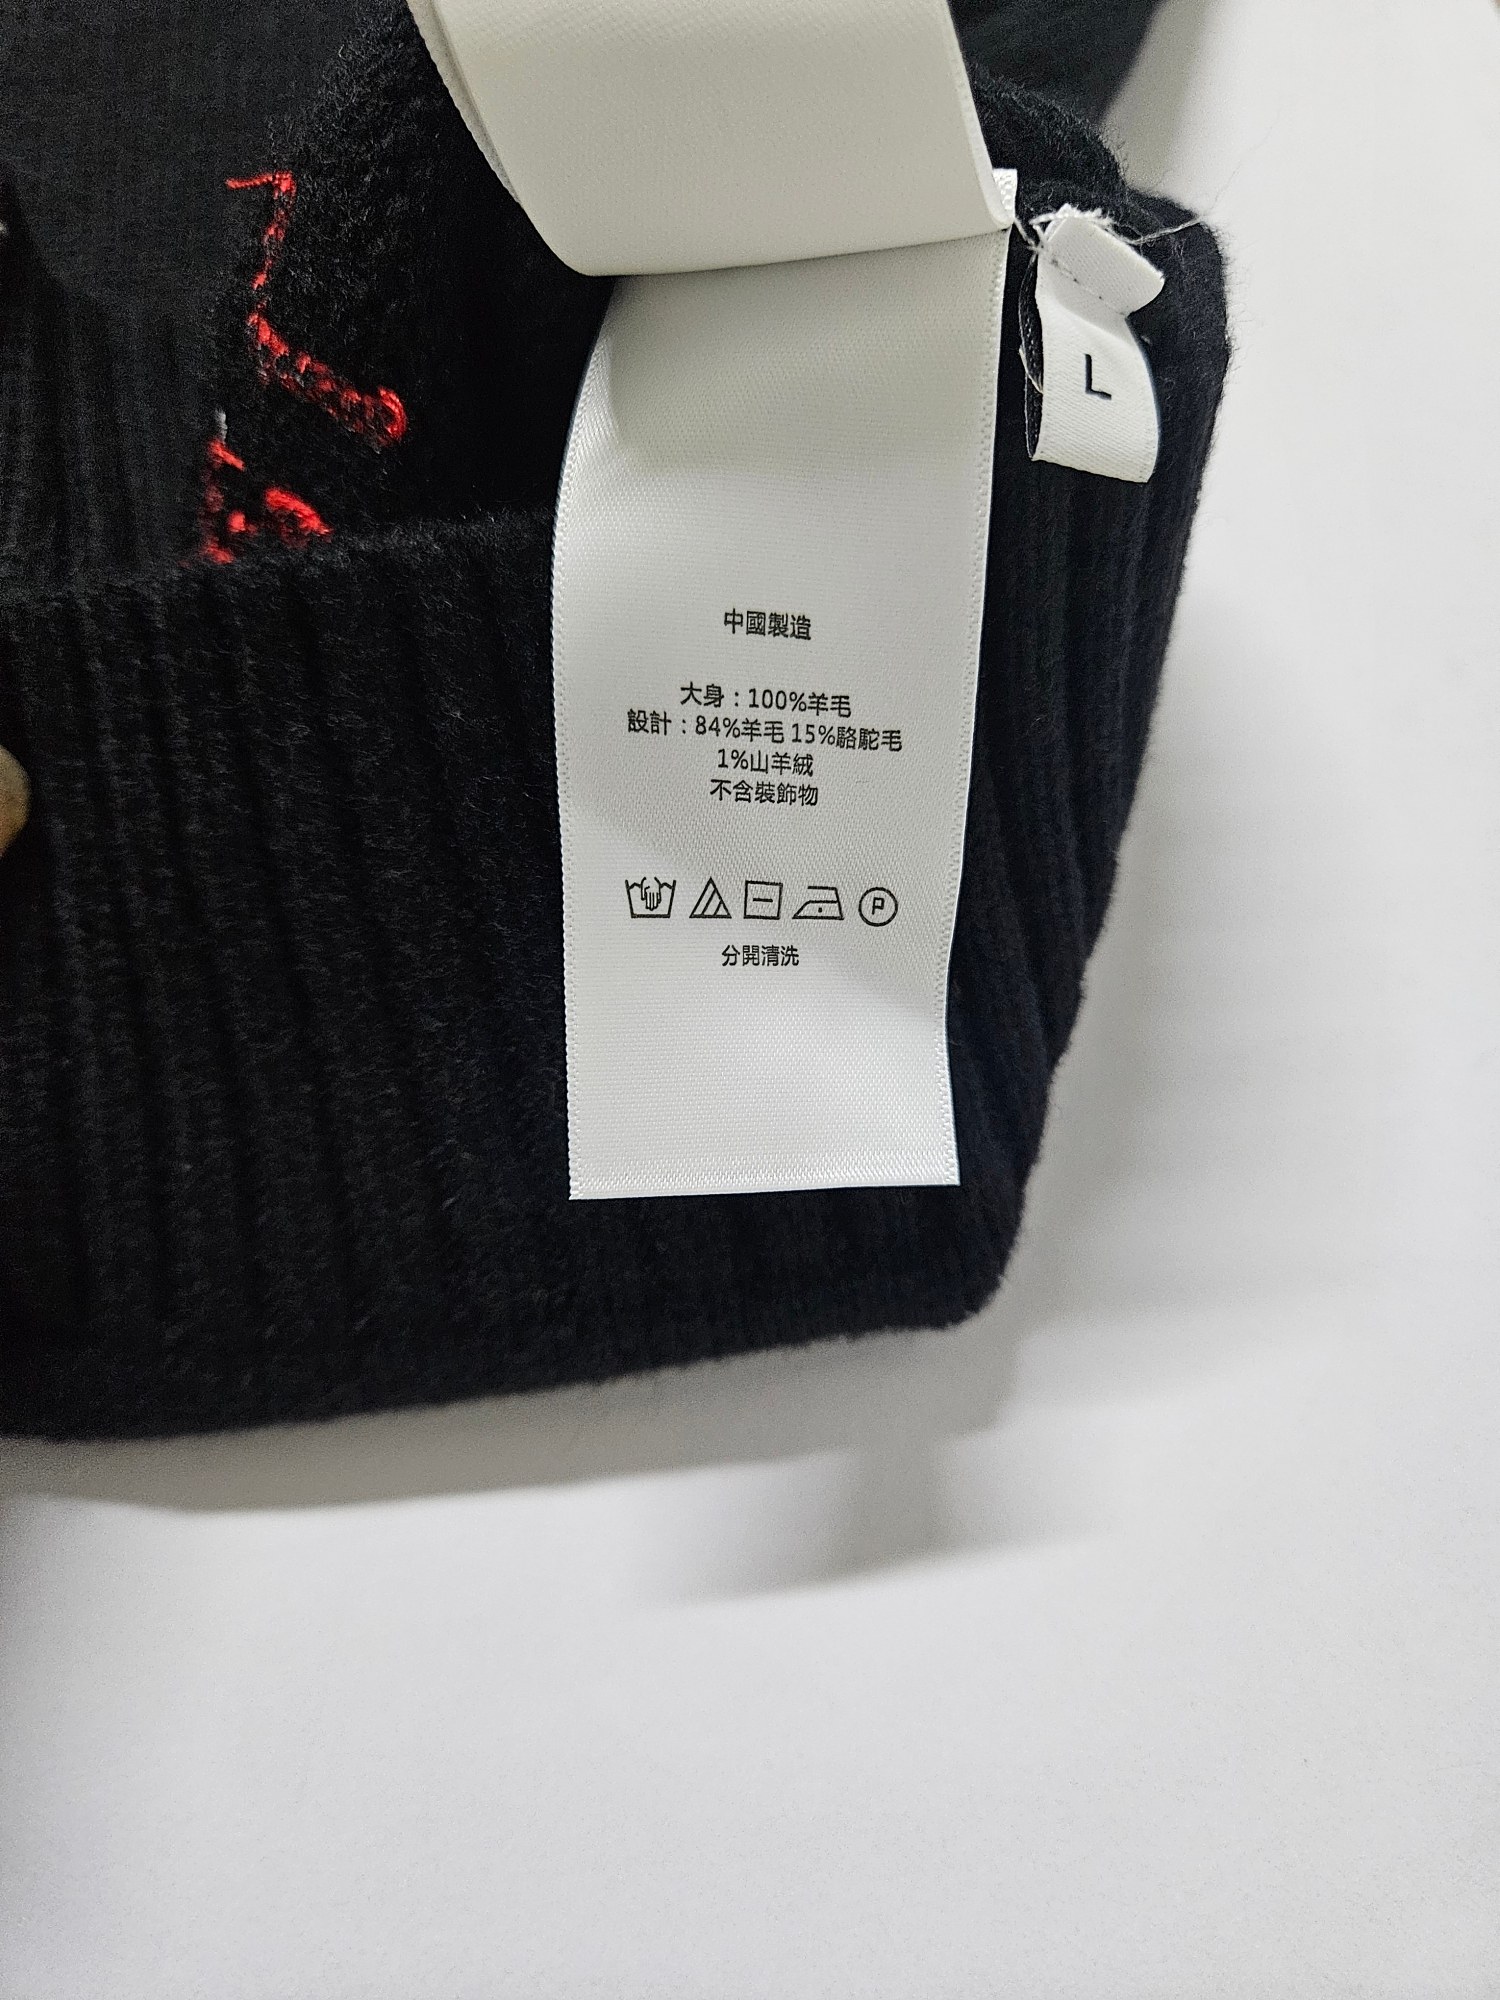 L
中國製造
大身：100%羊毛
設計：84%羊毛 15%駱駝毛
1%山羊絨
不含裝飾物
P
分開清洗